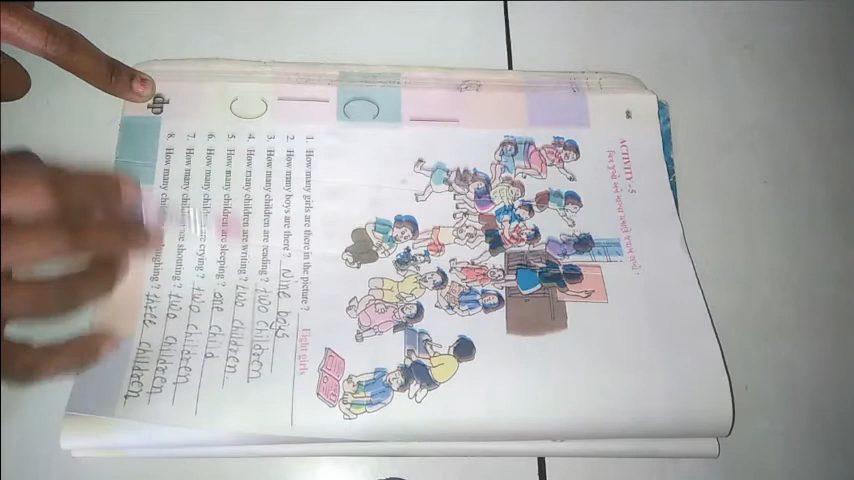 ACTIVITY - 5
1. How many girls are there in the picture ? Eight girls
2. How many boys are there ? Nine boys
3. How many children are reading ? two children
4. How many children are writing ? two children
5. How many children are sleeping ? one child
6. How many are crying ? two children
7. How many are shouting ? two children
8. How many laughing ? three children